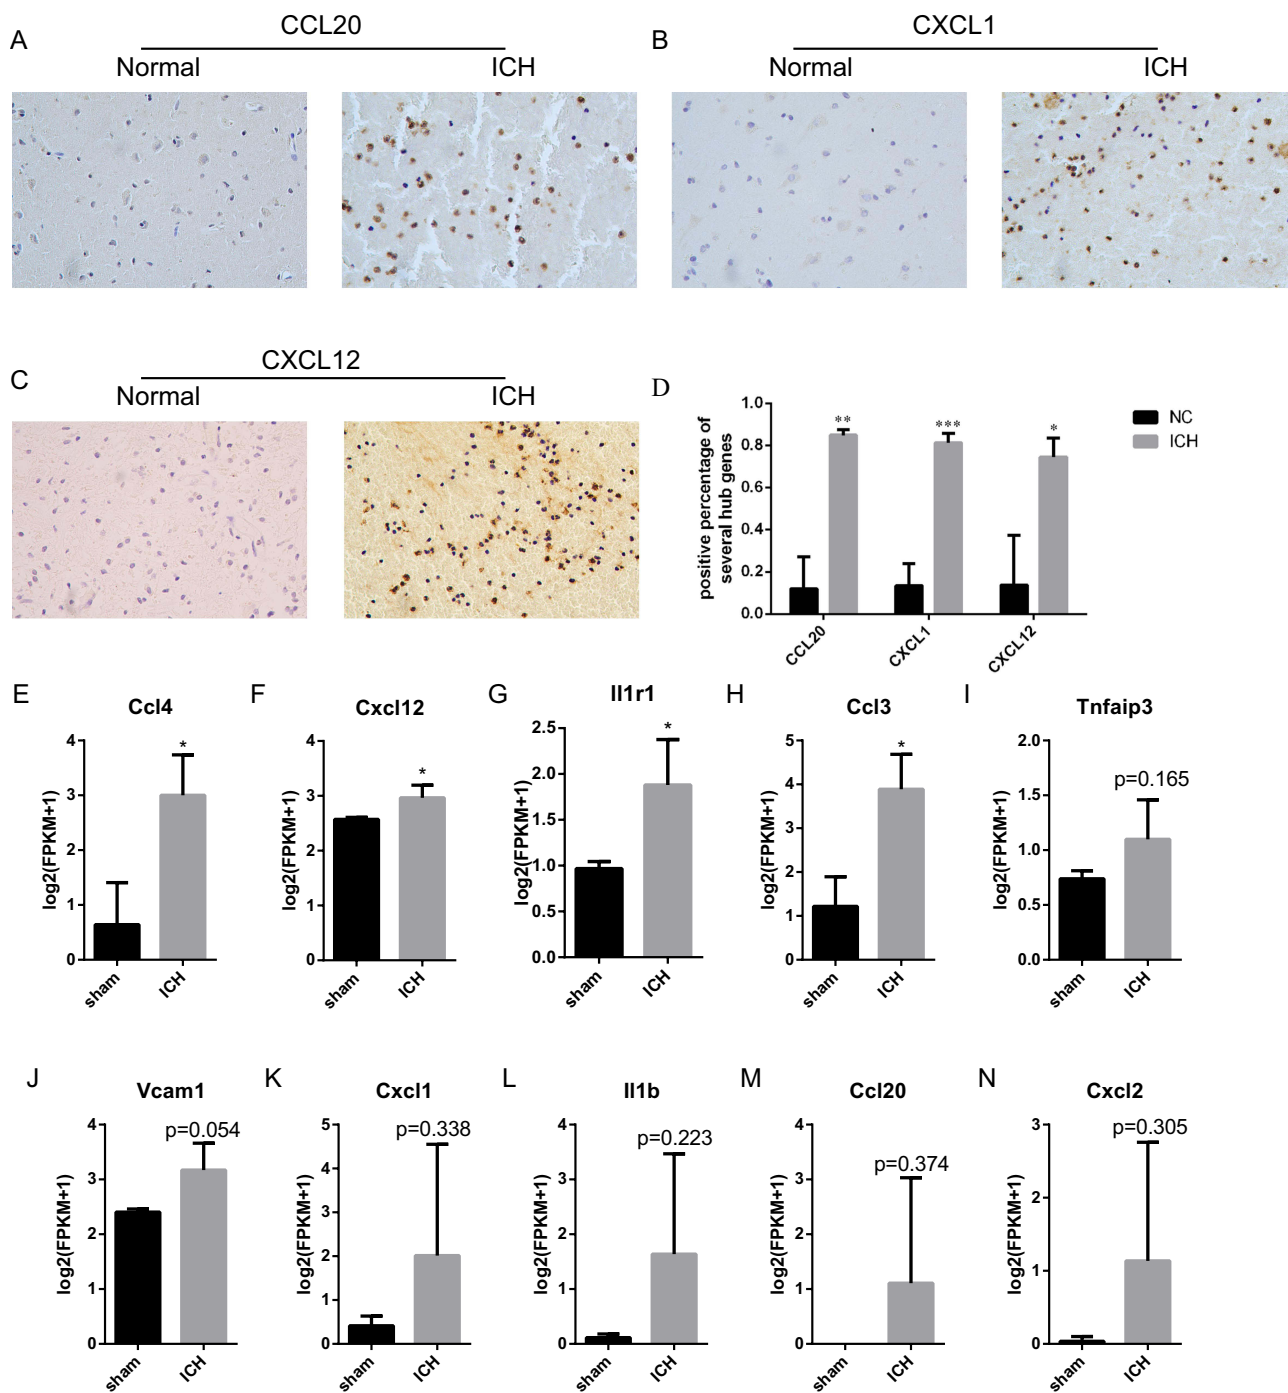 A
CCL20
Normal ICH
B
CXCL1
Normal ICH
C
CXCL12
Normal ICH
D
positive percentage of
several hub genes
1.0
0.8
0.6
0.4
0.2
0.0
** *** *
CCL20 CXCL1 CXCL12
NC
ICH
E
Ccl4
log2(FPKM+1)
4
3
2
1
0
*
sham ICH
F
Cxcl12
log2(FPKM+1)
4
3
2
1
0
*
sham ICH
G
Il1r1
log2(FPKM+1)
2.5
2.0
1.5
1.0
0.5
0.0
*
sham ICH
H
Ccl3
log2(FPKM+1)
5
4
3
2
1
0
*
sham ICH
I
Tnfaip3
log2(FPKM+1)
2.0
1.5
1.0
0.5
0.0
p=0.165
sham ICH
J
Vcam1
log2(FPKM+1)
4
3
2
1
0
p=0.054
sham ICH
K
Cxcl1
log2(FPKM+1)
5
4
3
2
1
0
p=0.338
sham ICH
L
Il1b
log2(FPKM+1)
4
3
2
1
0
p=0.223
sham ICH
M
Ccl20
log2(FPKM+1)
4
3
2
1
0
p=0.374
sham ICH
N
Cxcl2
log2(FPKM+1)
3
2
1
0
p=0.305
sham ICH